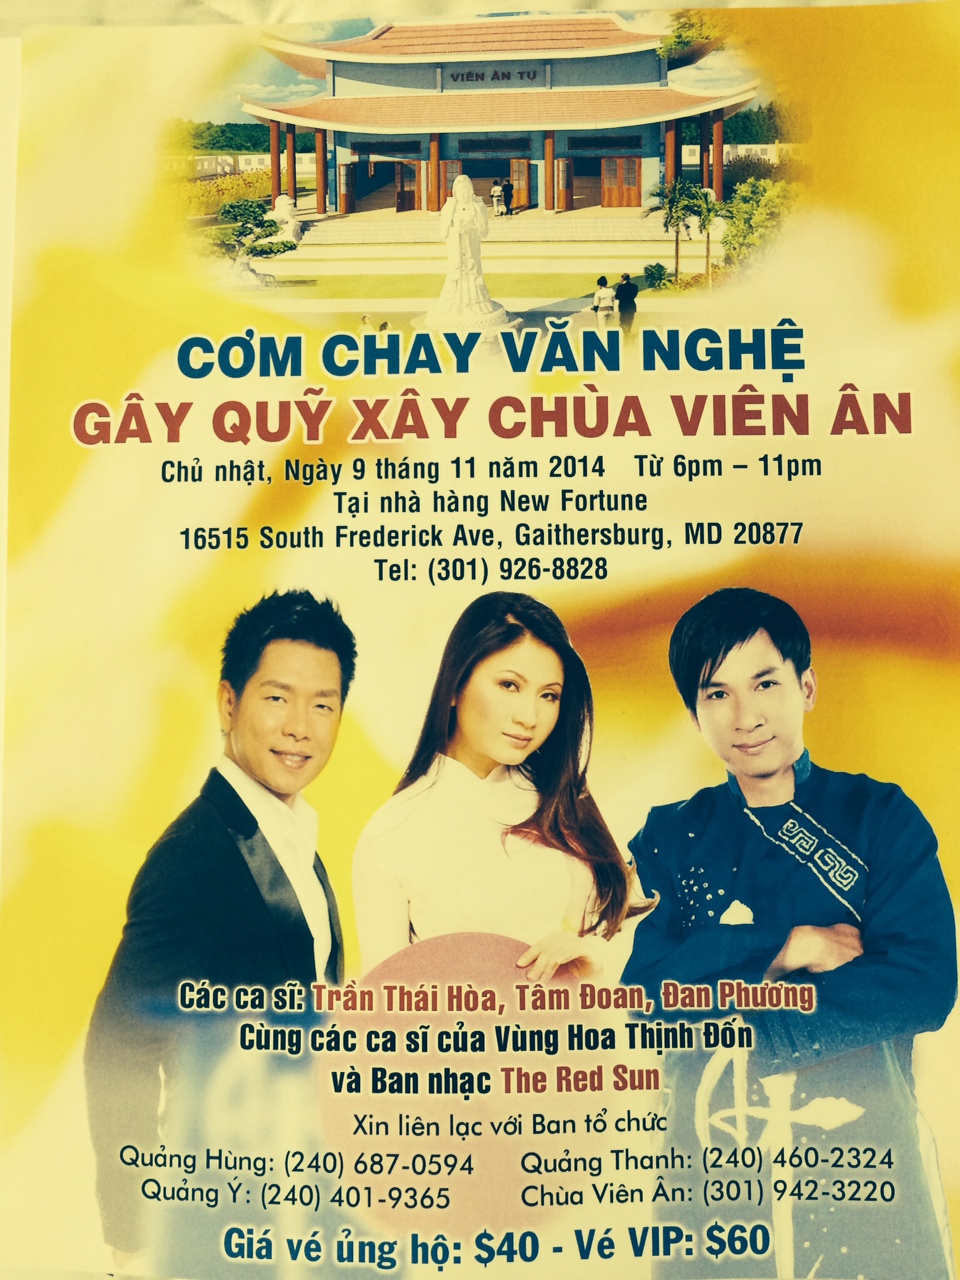 VIÊN ÂN TỰ
CƠM CHAY VĂN NGHỆ
GÂY QUỸ XÂY CHÙA VIÊN ÂN
Chủ nhật, Ngày 9 tháng 11 năm 2014 Từ 6pm – 11pm
Tại nhà hàng New Fortune
16515 South Frederick Ave, Gaithersburg, MD 20877
Tel: (301) 926-8828
Các ca sĩ: Trần Thái Hòa, Tâm Đoan, Đan Phương
Cùng các ca sĩ của Vùng Hoa Thịnh Đốn
và Ban nhạc The Red Sun
Xin liên lạc với Ban tổ chức
Quảng Hùng: (240) 687-0594 Quảng Thanh: (240) 460-2324
Quảng Ý: (240) 401-9365 Chùa Viên Ân: (301) 942-3220
Giá vé ủng hộ: $40 - Vé VIP: $60